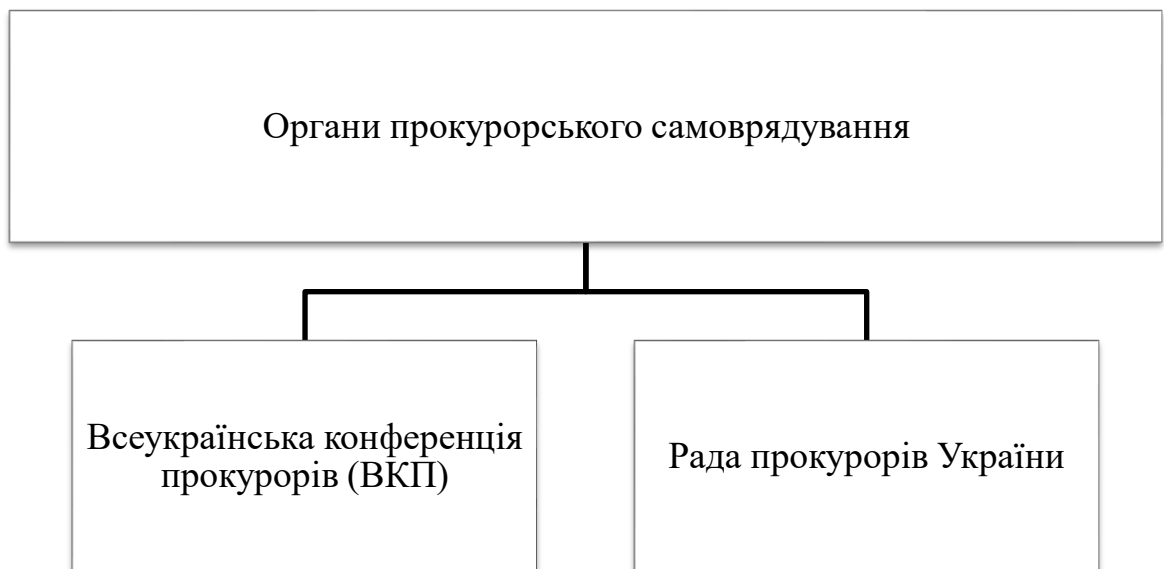 Органи прокурорського самоврядування
Всеукраїнська конференція
прокурорів (ВКП)
Рада прокурорів України